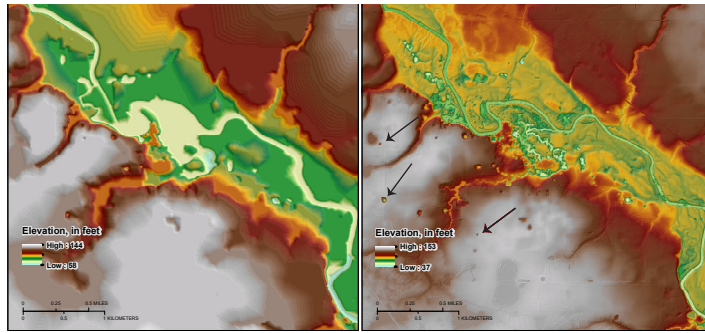 Elevation, in feet
High : 144
Low : 58
0 0.25 0.5 MILES
0 0.5 1 KILOMETERS
Elevation, in feet
High : 153
Low : 37
0 0.25 0.5 MILES
0 0.5 1 KILOMETERS